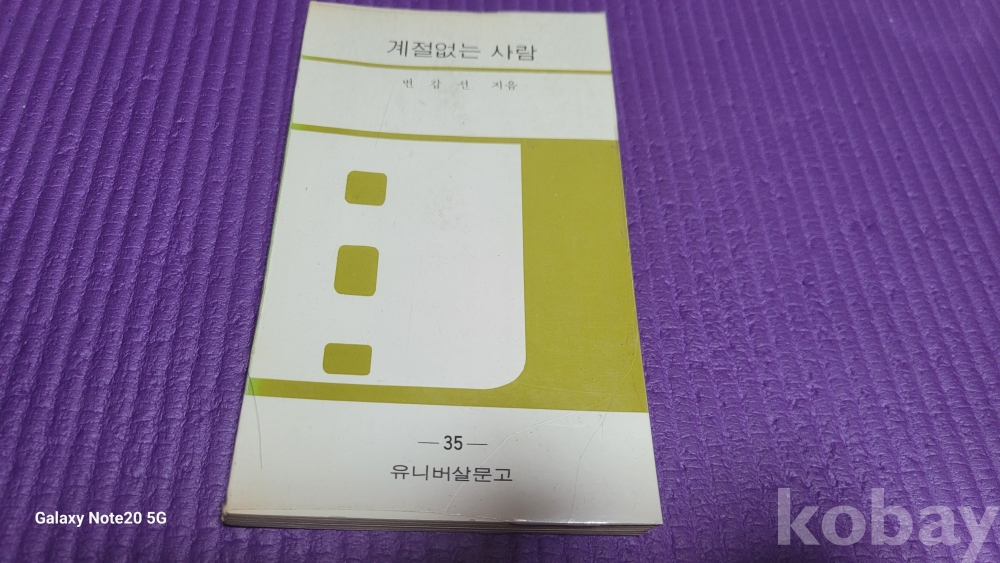 계절없는 사람
변 갑 선 지음
— 35 —
유니버살문고
Galaxy Note20 5G
kobay